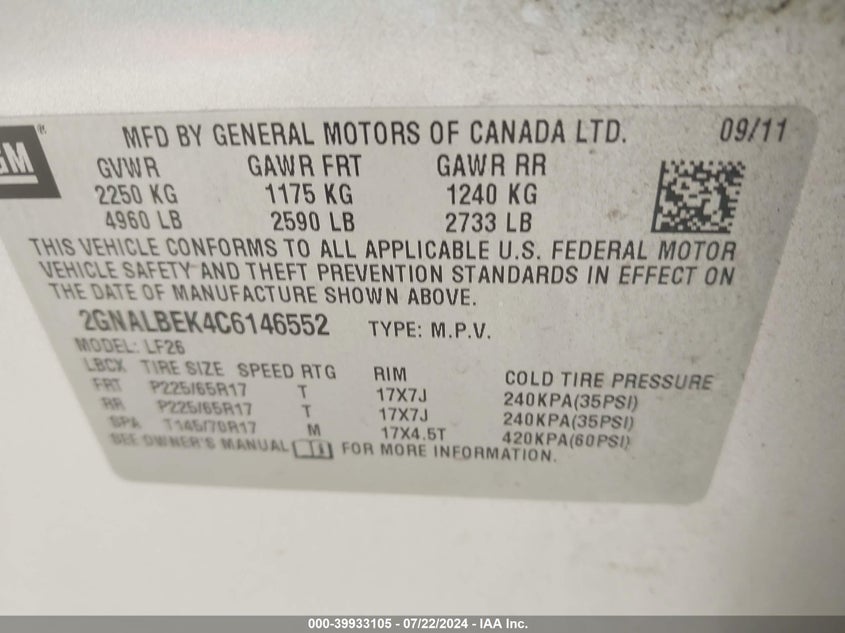 GM®
MFD BY GENERAL MOTORS OF CANADA LTD. 09/11
GVWR GAWR FRT GAWR RR
2250 KG 1175 KG 1240 KG
4960 LB 2590 LB 2733 LB
THIS VEHICLE CONFORMS TO ALL APPLICABLE U.S. FEDERAL MOTOR
VEHICLE SAFETY AND THEFT PREVENTION STANDARDS IN EFFECT ON
THE DATE OF MANUFACTURE SHOWN ABOVE.
2GNALBEK4C6146552 TYPE: M.P.V.
MODEL: LF26
LBCX TIRE SIZE SPEED RTG RIM COLD TIRE PRESSURE
FRT P225/65R17 T 17X7J 240KPA(35PSI)
RR P225/65R17 T 17X7J 240KPA(35PSI)
SPA T145/70R17 M 17X4.5T 420KPA(60PSI)
SEE OWNER'S MANUAL FOR MORE INFORMATION.
000-39933105 - 07/22/2024 - IAA Inc.